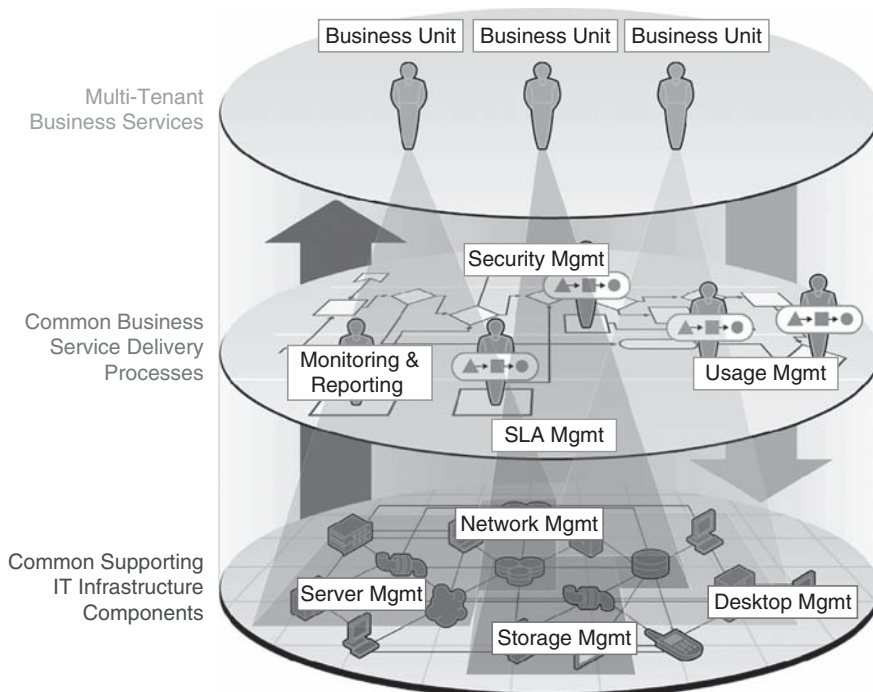 Business Unit
Business Unit
Business Unit
Multi-Tenant
Business Services
Security Mgmt
Common Business
Service Delivery
Processes
Monitoring &
Reporting
Usage Mgmt
SLA Mgmt
Network Mgmt
Common Supporting
IT Infrastructure
Components
Server Mgmt
Desktop Mgmt
Storage Mgmt